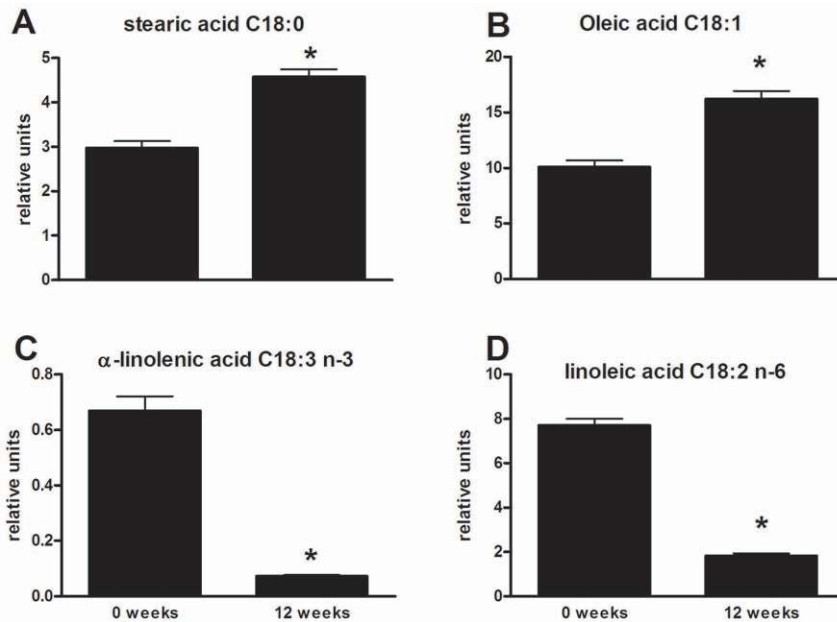 A
stearic acid C18:0
relative units
5
4
3
2
1
0
*
B
Oleic acid C18:1
relative units
20
15
10
5
0
*
C
α-linolenic acid C18:3 n-3
relative units
0.8
0.6
0.4
0.2
0.0
*
0 weeks 12 weeks
D
linoleic acid C18:2 n-6
relative units
10
8
6
4
2
0
*
0 weeks 12 weeks